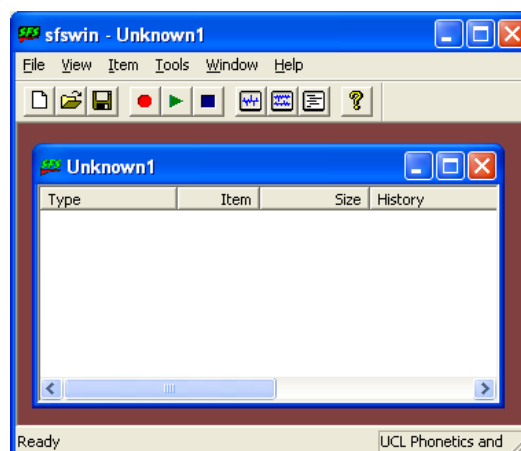 sfswin - Unknown1
File View Item Tools Window Help
Unknown1
Type Item Size History
Ready UCL Phonetics and